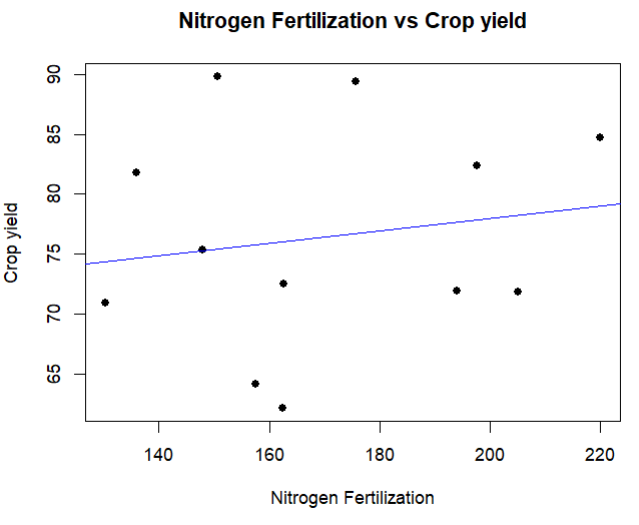 Nitrogen Fertilization vs Crop yield
90
85
80
75
70
65
Crop yield
140 160 180 200 220
Nitrogen Fertilization